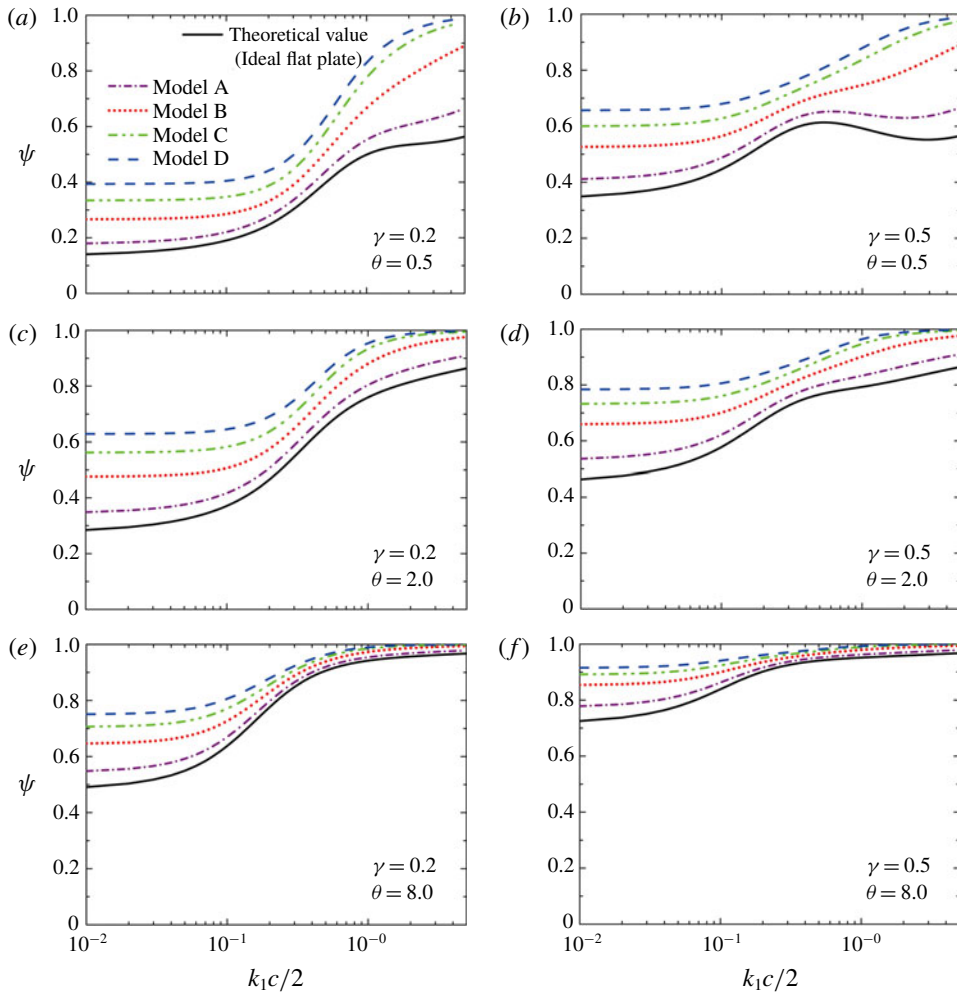 (a) 1.0 0.8 0.6 ψ 0.4 0.2 0
Theoretical value
(Ideal flat plate)
Model A
Model B
Model C
Model D
γ = 0.2
θ = 0.5
(b) 1.0 0.8 0.6 0.4 0.2 0
γ = 0.5
θ = 0.5
(c) 1.0 0.8 0.6 ψ 0.4 0.2 0
γ = 0.2
θ = 2.0
(d) 1.0 0.8 0.6 0.4 0.2 0
γ = 0.5
θ = 2.0
(e) 1.0 0.8 0.6 ψ 0.4 0.2 0
γ = 0.2
θ = 8.0
10⁻² 10⁻¹ 10⁻⁰
k₁c/2
(f) 1.0 0.8 0.6 0.4 0.2 0
γ = 0.5
θ = 8.0
10⁻² 10⁻¹ 10⁻⁰
k₁c/2